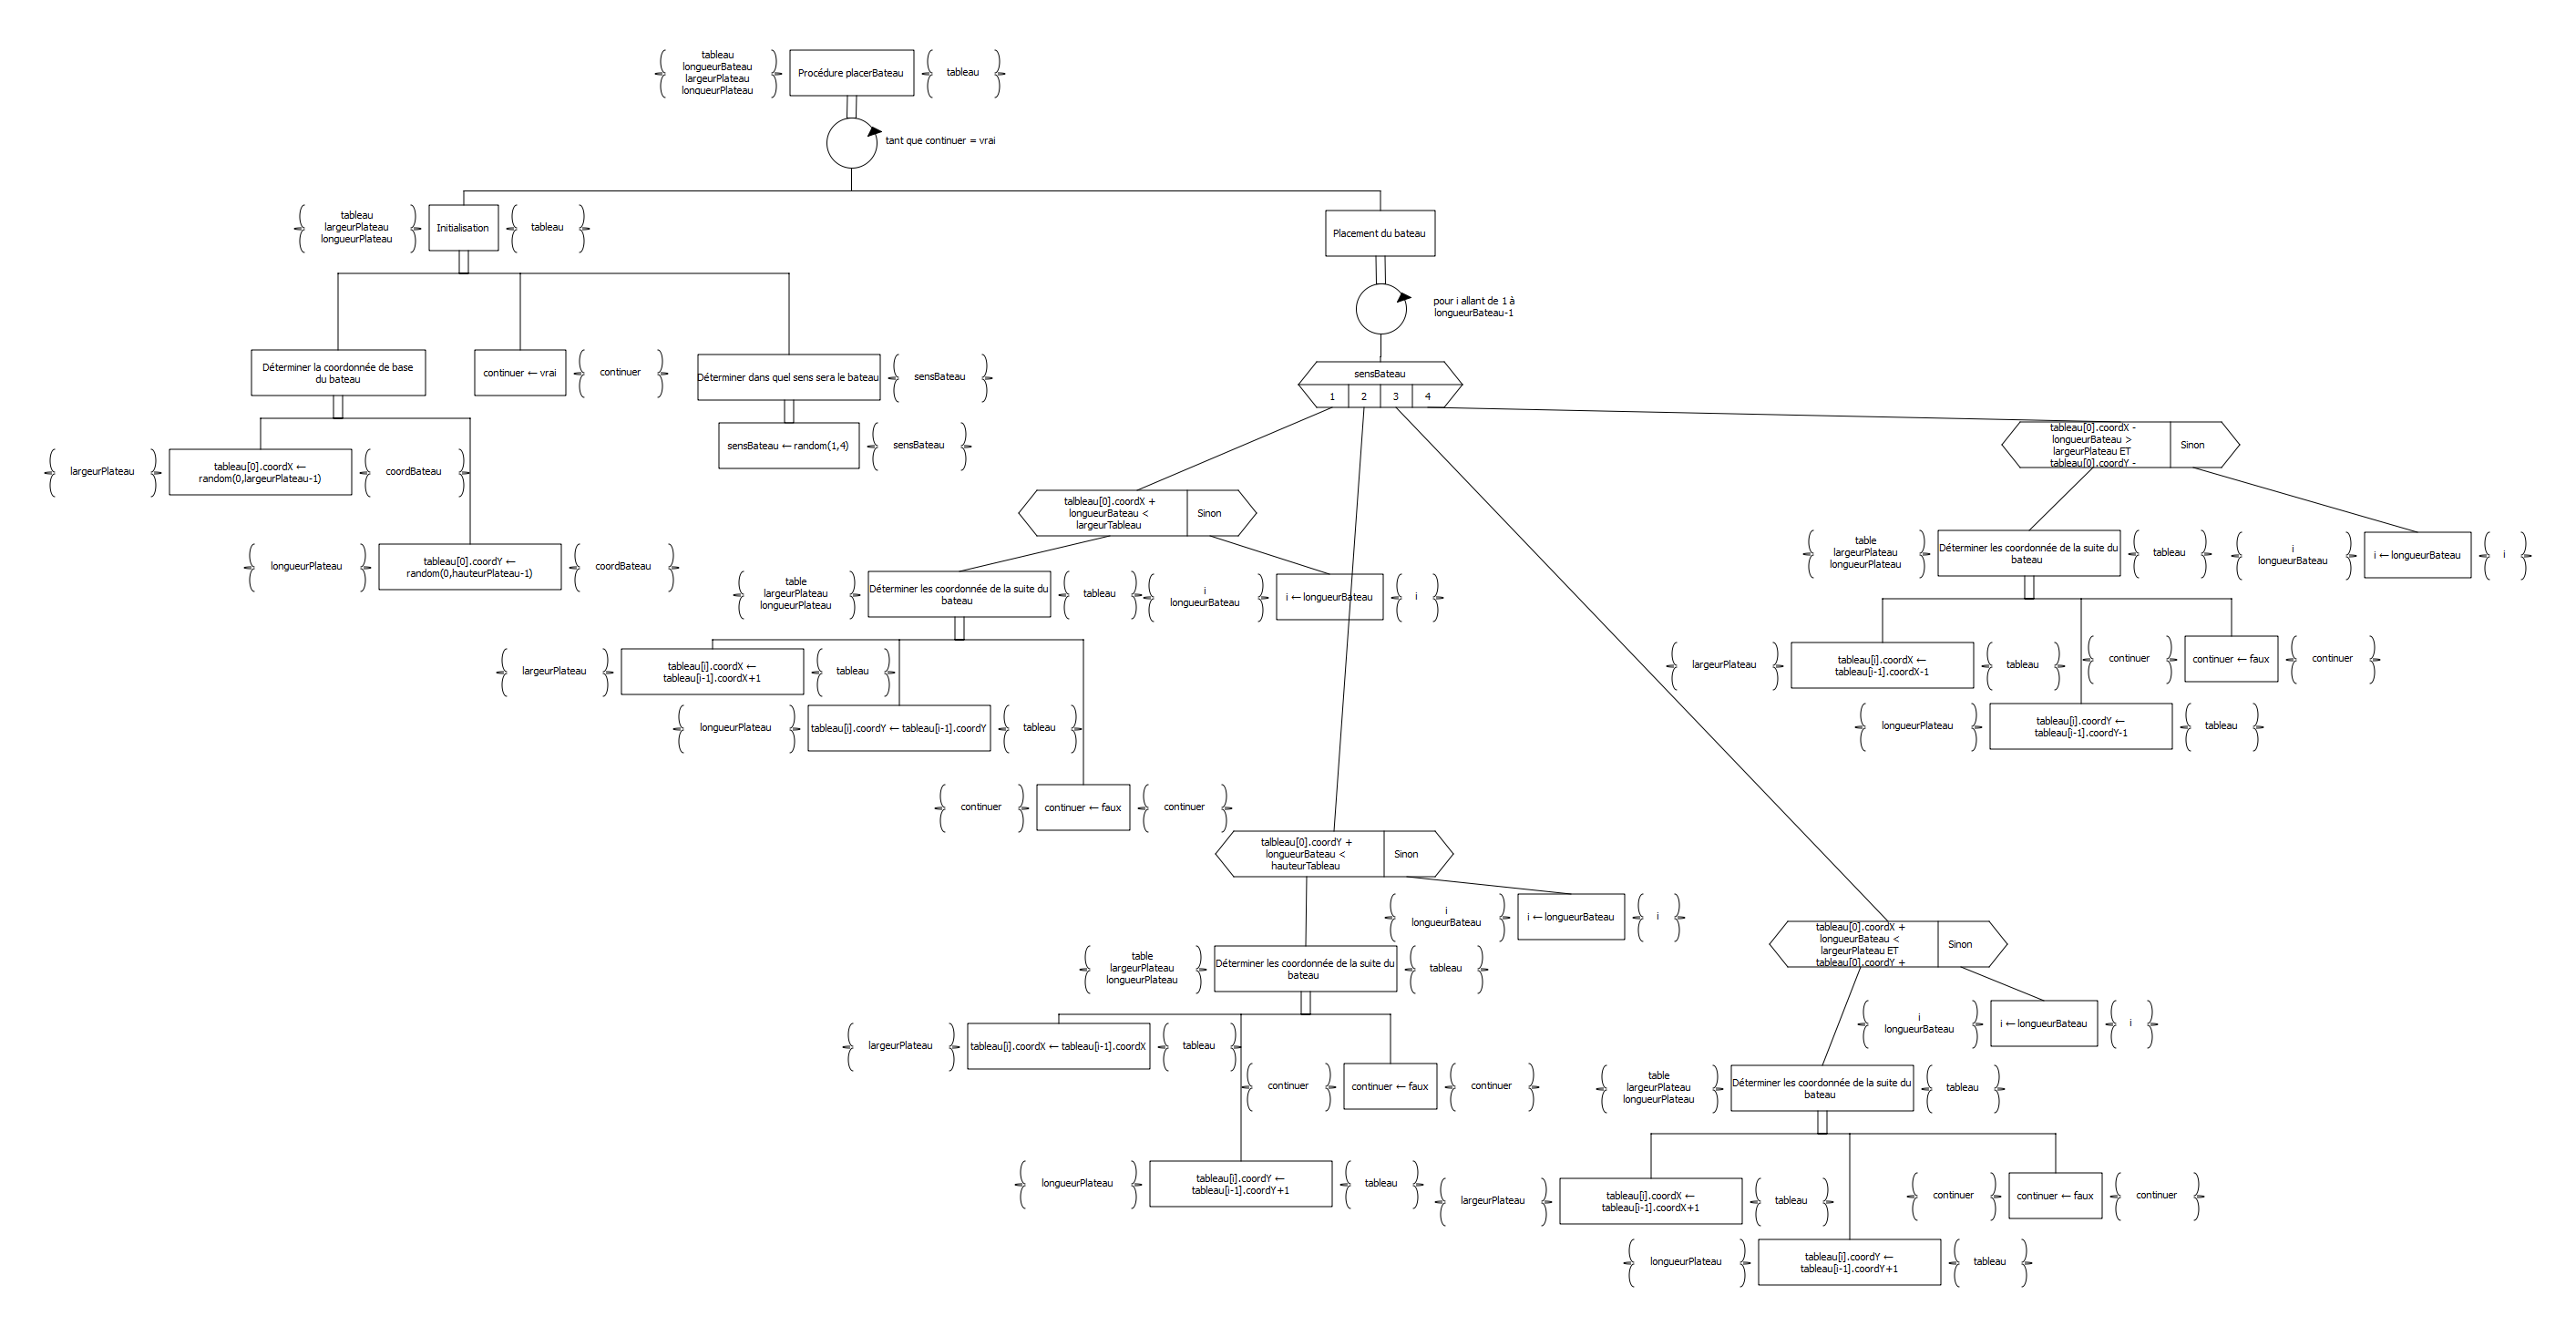 tableau
longueurBateau
largeurPlateau
longueurPlateau
Procédure placerBateau
tableau
tant que continuer = vrai
tableau
largeurPlateau
longueurPlateau
Initialisation
tableau
Placement du bateau
pour i allant de 1 à
longueurBateau-1
Déterminer la coordonnée de base
du bateau
continuer ← vrai
continuer
Déterminer dans quel sens sera le bateau
sensBateau
sensBateau
1
2
3
4
largeurPlateau
tableau[0].coordX ←
random(0,largeurPlateau-1)
coordBateau
sensBateau ← random(1,4)
sensBateau
tableau[0].coordX -
longueurBateau >
largeurPlateau ET
tableau[0].coordY -
Sinon
longueurPlateau
tableau[0].coordY ←
random(0,hauteurPlateau-1)
coordBateau
talbleau[0].coordX +
longueurBateau <
largeurTableau
Sinon
table
largeurPlateau
longueurPlateau
Déterminer les coordonnée de la suite du
bateau
tableau
i
longueurBateau
i ← longueurBateau
i
table
largeurPlateau
longueurPlateau
Déterminer les coordonnée de la suite du
bateau
tableau
i
longueurBateau
i ← longueurBateau
i
largeurPlateau
tableau[i].coordX ←
tableau[i-1].coordX+1
tableau
largeurPlateau
tableau[i].coordX ←
tableau[i-1].coordX-1
tableau
continuer
continuer ← faux
continuer
longueurPlateau
tableau[i].coordY ← tableau[i-1].coordY
tableau
longueurPlateau
tableau[i].coordY ←
tableau[i-1].coordY-1
tableau
continuer
continuer ← faux
continuer
talbleau[0].coordY +
longueurBateau <
hauteurTableau
Sinon
i
longueurBateau
i ← longueurBateau
i
tableau[0].coordX +
longueurBateau <
largeurPlateau ET
tableau[0].coordY +
Sinon
table
largeurPlateau
longueurPlateau
Déterminer les coordonnée de la suite du
bateau
tableau
i
longueurBateau
i ← longueurBateau
i
largeurPlateau
tableau[i].coordX ← tableau[i-1].coordX
tableau
continuer
continuer ← faux
continuer
table
largeurPlateau
longueurPlateau
Déterminer les coordonnée de la suite du
bateau
tableau
longueurPlateau
tableau[i].coordY ←
tableau[i-1].coordY+1
tableau
largeurPlateau
tableau[i].coordX ←
tableau[i-1].coordX+1
tableau
continuer
continuer ← faux
continuer
longueurPlateau
tableau[i].coordY ←
tableau[i-1].coordY+1
tableau